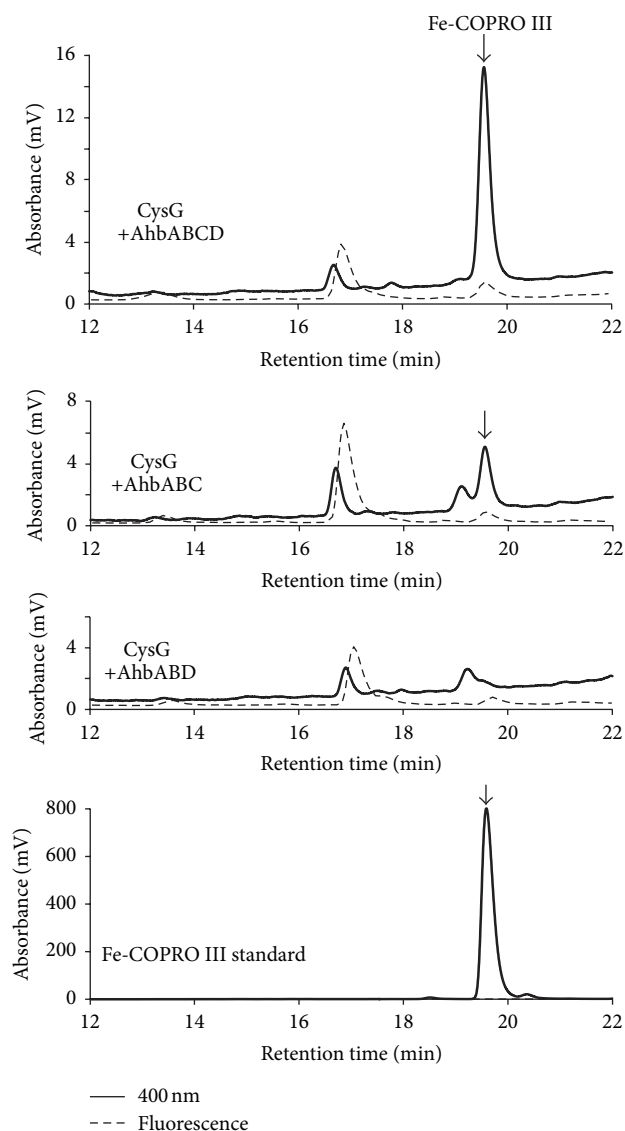 Fe-COPRO III
16
12
8
4
0
Absorbance (mV)
CysG
+AhbABCD
12 14 16 18 20 22
Retention time (min)
8
4
0
Absorbance (mV)
CysG
+AhbABC
12 14 16 18 20 22
Retention time (min)
4
0
Absorbance (mV)
CysG
+AhbABD
12 14 16 18 20 22
Retention time (min)
800
600
400
200
0
Absorbance (mV)
Fe-COPRO III standard
12 14 16 18 20 22
Retention time (min)
400 nm
Fluorescence